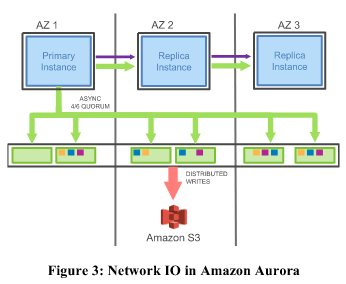 AZ 1
AZ 2
AZ 3
Primary
Instance
Replica
Instance
Replica
Instance
ASYNC
4/6 QUORUM
DISTRIBUTED
WRITES
Amazon S3
Figure 3: Network IO in Amazon Aurora